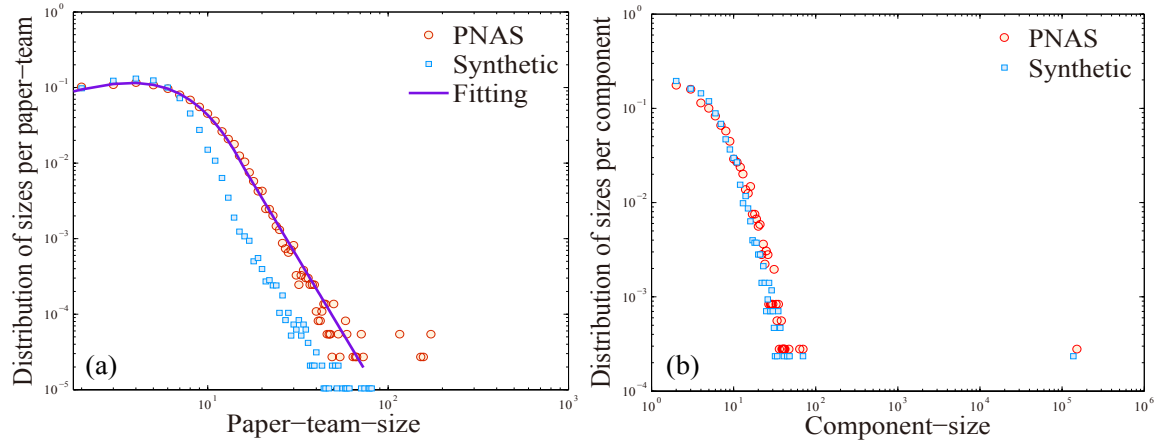 10^0
10^-1
10^-2
10^-3
10^-4
10^-5
Distribution of sizes per paper−team
PNAS
Synthetic
Fitting
(a)
10^1
10^2
10^3
Paper−team−size
10^0
10^-1
10^-2
10^-3
10^-4
Distribution of sizes per component
PNAS
Synthetic
(b)
10^0
10^1
10^2
10^3
10^4
10^5
10^6
Component−size